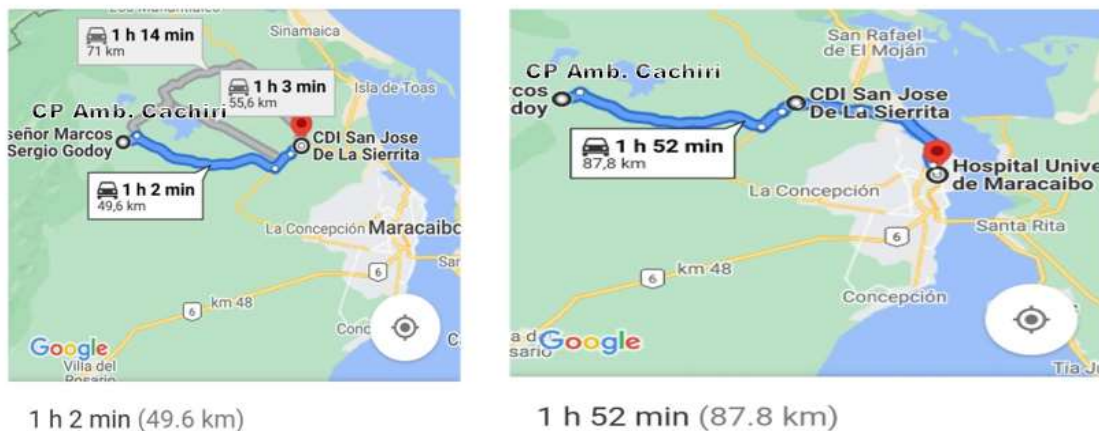 1 h 14 min
71 km
Sinamaica
1 h 3 min
55,6 km
Isla de Toas
CP Amb. Cachiri
señor Marcos
Sergio Godoy
CDI San Jose
De La Sierrita
1 h 2 min
49,6 km
La Concepción
Maracaibo
6
km 48
6
Google
Villa del
Rosario
1 h 2 min (49.6 km)
San Rafael
de El Moján
CP Amb. Cachiri
rcos
doy
CDI San Jose
De La Sierrita
1 h 52 min
87,8 km
Hospital Unive
de Maracaibo
La Concepción
Santa Rita
6
km 48
6
Concepción
Google
Tía Ju
1 h 52 min (87.8 km)